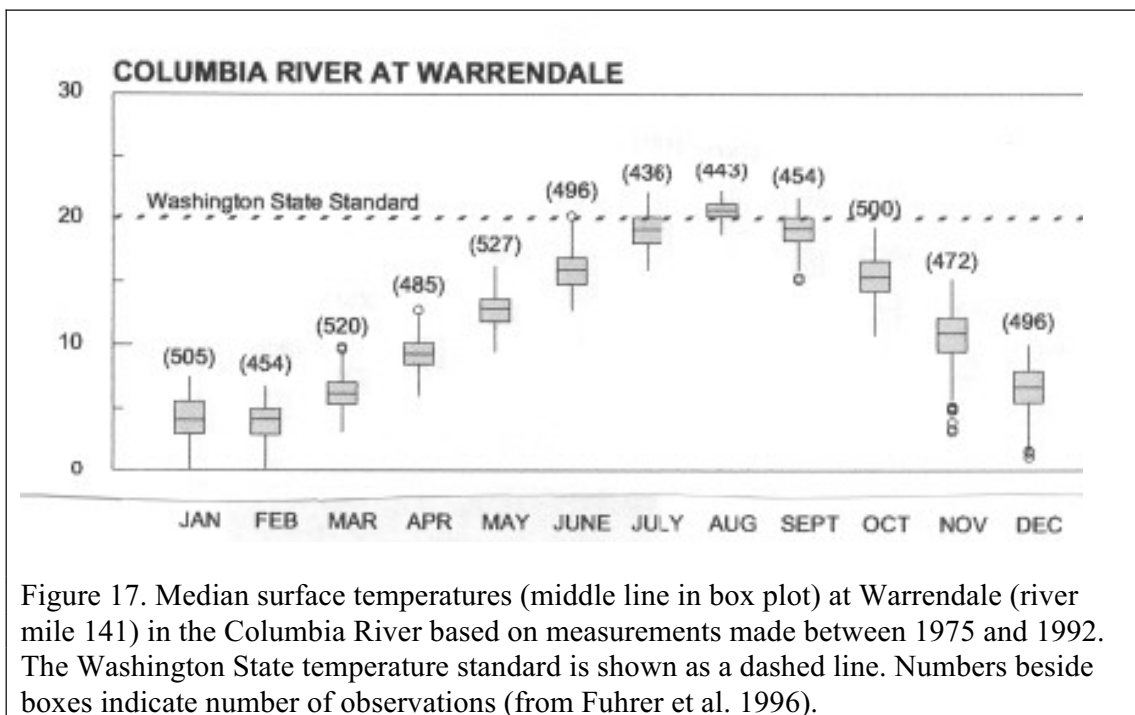 COLUMBIA RIVER AT WARRENDALE
30
(436) (443) (454)
(496)
Washington State Standard
20
(500)
(527)
(472)
(485)
(520)
(496)
10
(505) (454)
0
JAN FEB MAR APR MAY JUNE JULY AUG SEPT OCT NOV DEC
Figure 17. Median surface temperatures (middle line in box plot) at Warrendale (river
mile 141) in the Columbia River based on measurements made between 1975 and 1992.
The Washington State temperature standard is shown as a dashed line. Numbers beside
boxes indicate number of observations (from Fuhrer et al. 1996).